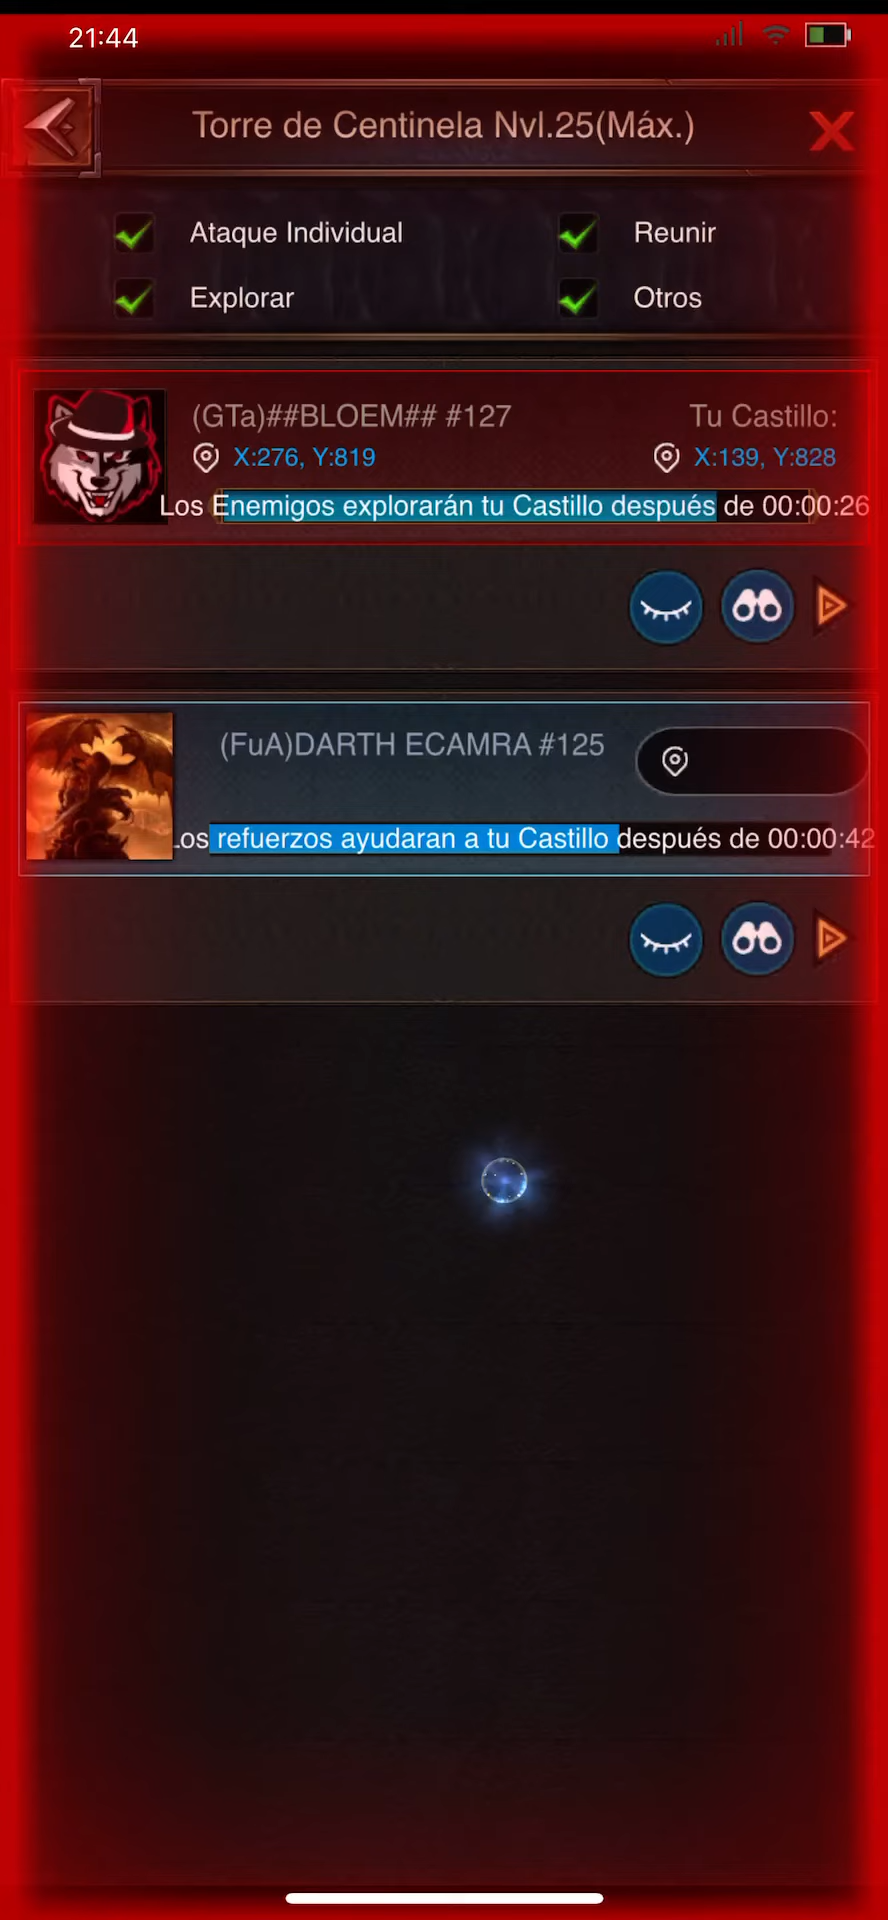 21:44
Torre de Centinela Nvl.25(Máx.)
Ataque Individual
Reunir
Explorar
Otros
(GTa)##BLOEM## #127
Tu Castillo:
X:276, Y:819
X:139, Y:828
Los Enemigos explorarán tu Castillo después de 00:00:26
(FuA)DARTH ECAMRA #125
Los refuerzos ayudaran a tu Castillo después de 00:00:42